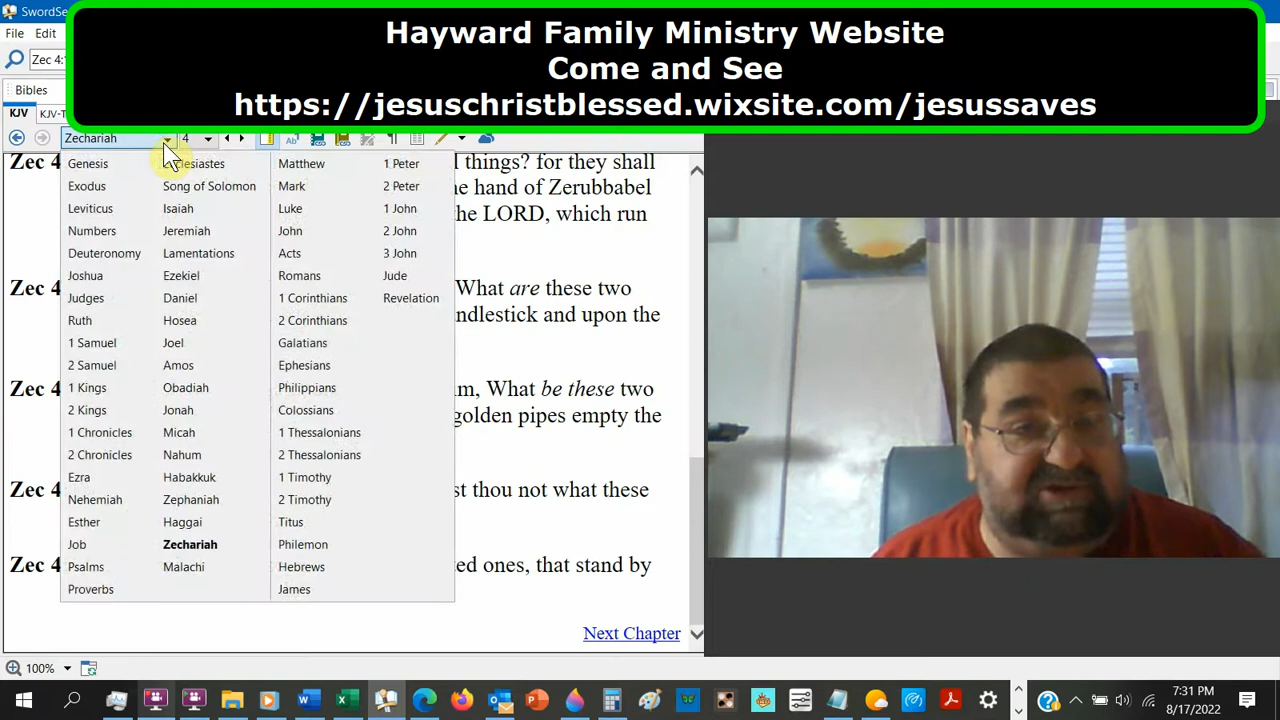 SwordSe
Hayward Family Ministry Website
Come and See
https://jesuschristblessed.wixsite.com/jesussaves
File Edit
Zec 4:
Bibles
KJV KJV-T
Zechariah 4
Zec 4 d things? for they shall
he hand of Zerubbabel
the LORD, which run
Zec 4 What are these two
ndlestick and upon the
Zec 4 im, What be these two
golden pipes empty the
Zec 4 st thou not what these
Zec 4 ted ones, that stand by
Next Chapter
Genesis
Exodus
Leviticus
Numbers
Deuteronomy
Joshua
Judges
Ruth
1 Samuel
2 Samuel
1 Kings
2 Kings
1 Chronicles
2 Chronicles
Ezra
Nehemiah
Esther
Job
Psalms
Proverbs
lesiastes
Song of Solomon
Isaiah
Jeremiah
Lamentations
Ezekiel
Daniel
Hosea
Joel
Amos
Obadiah
Jonah
Micah
Nahum
Habakkuk
Zephaniah
Haggai
Zechariah
Malachi
Matthew
Mark
Luke
John
Acts
Romans
1 Corinthians
2 Corinthians
Galatians
Ephesians
Philippians
Colossians
1 Thessalonians
2 Thessalonians
1 Timothy
2 Timothy
Titus
Philemon
Hebrews
James
1 Peter
2 Peter
1 John
2 John
3 John
Jude
Revelation
100%
7:31 PM
8/17/2022